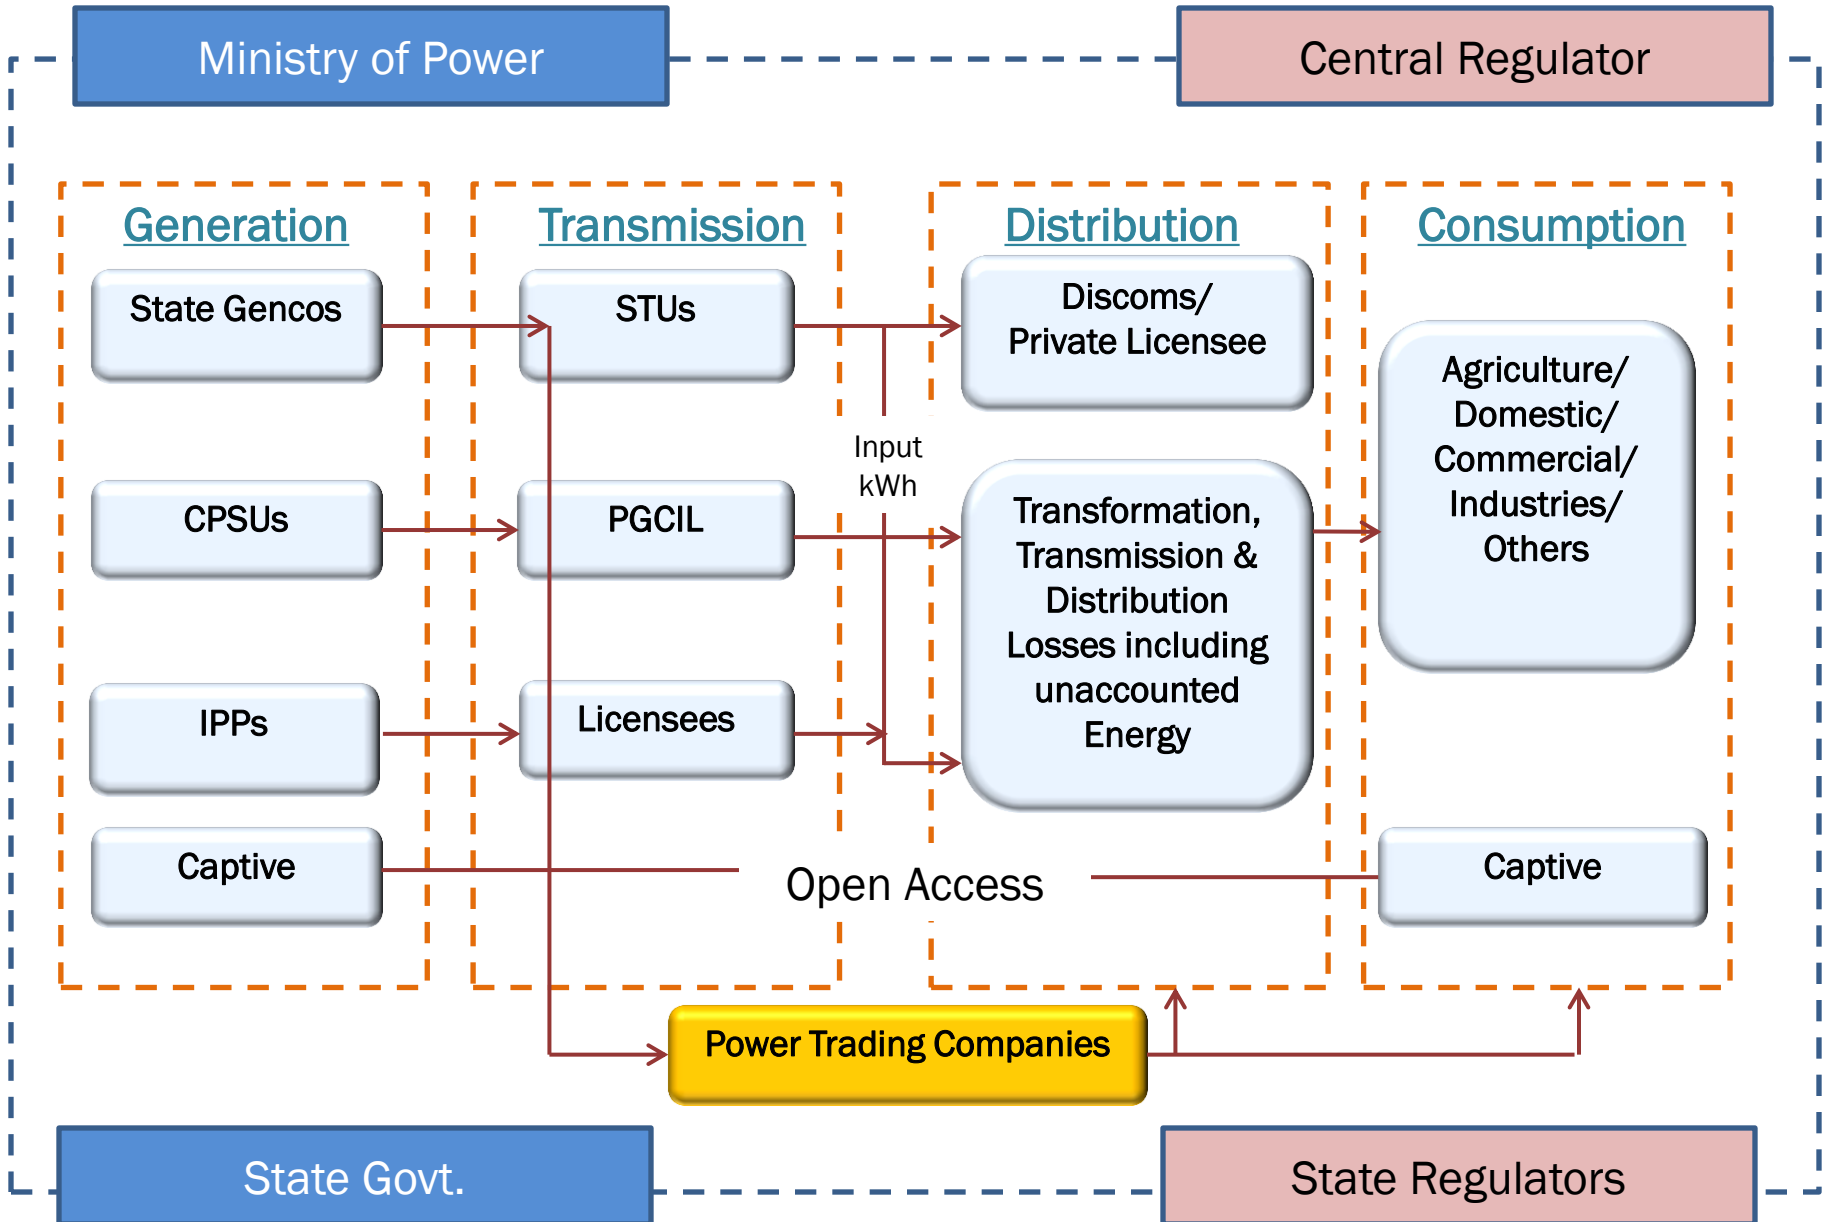 Ministry of Power
Central Regulator
Generation
State Gencos
CPSUs
IPPs
Captive
Transmission
STUs
PGCIL
Licensees
Input
kWh
Distribution
Discoms/
Private Licensee
Transformation,
Transmission &
Distribution
Losses including
unaccounted
Energy
Consumption
Agriculture/
Domestic/
Commercial/
Industries/
Others
Captive
Open Access
Power Trading Companies
State Govt.
State Regulators